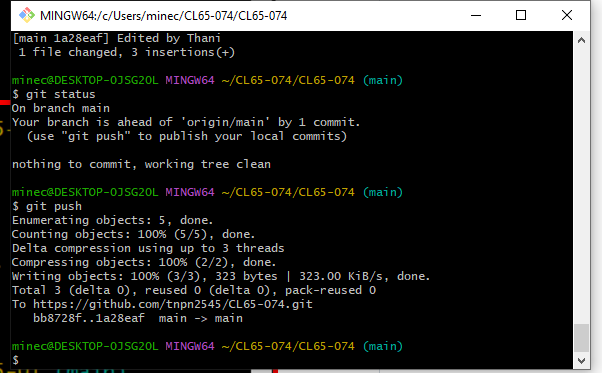 MINGW64:/c/Users/minec/CL65-074/CL65-074
[main 1a28eaf] Edited by Thani
 1 file changed, 3 insertions(+)
minec@DESKTOP-OJSG2OL MINGW64 ~/CL65-074/CL65-074 (main)
$ git status
On branch main
Your branch is ahead of 'origin/main' by 1 commit.
  (use "git push" to publish your local commits)
nothing to commit, working tree clean
minec@DESKTOP-OJSG2OL MINGW64 ~/CL65-074/CL65-074 (main)
$ git push
Enumerating objects: 5, done.
Counting objects: 100% (5/5), done.
Delta compression using up to 3 threads
Compressing objects: 100% (2/2), done.
Writing objects: 100% (3/3), 323 bytes | 323.00 KiB/s, done.
Total 3 (delta 0), reused 0 (delta 0), pack-reused 0
To https://github.com/tnpn2545/CL65-074.git
   bb8728f..1a28eaf  main -> main
minec@DESKTOP-OJSG2OL MINGW64 ~/CL65-074/CL65-074 (main)
$